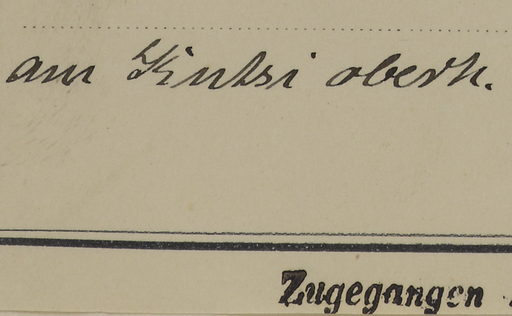 am Kintsi oberh.
Zugegangen